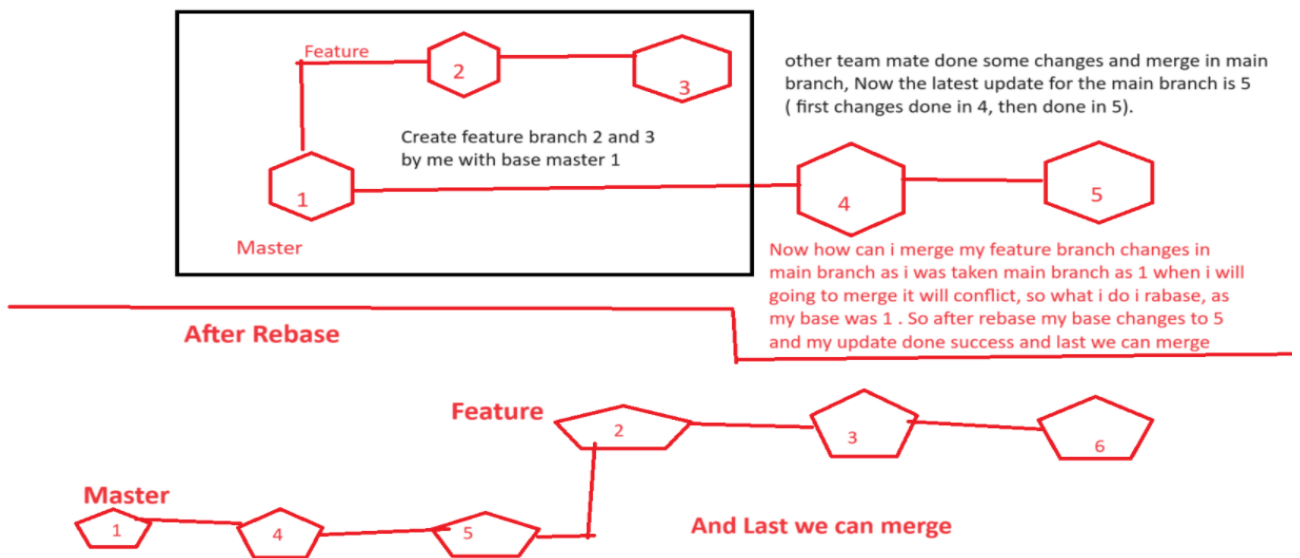 Feature
2
3
other team mate done some changes and merge in main
branch, Now the latest update for the main branch is 5
( first changes done in 4, then done in 5).
Create feature branch 2 and 3
by me with base master 1
1
4
5
Master
Now how can i merge my feature branch changes in
main branch as i was taken main branch as 1 when i will
going to merge it will conflict, so what i do i rabase, as
my base was 1 . So after rebase my base changes to 5
and my update done success and last we can merge
After Rebase
Feature
2
3
6
Master
1
4
5
And Last we can merge